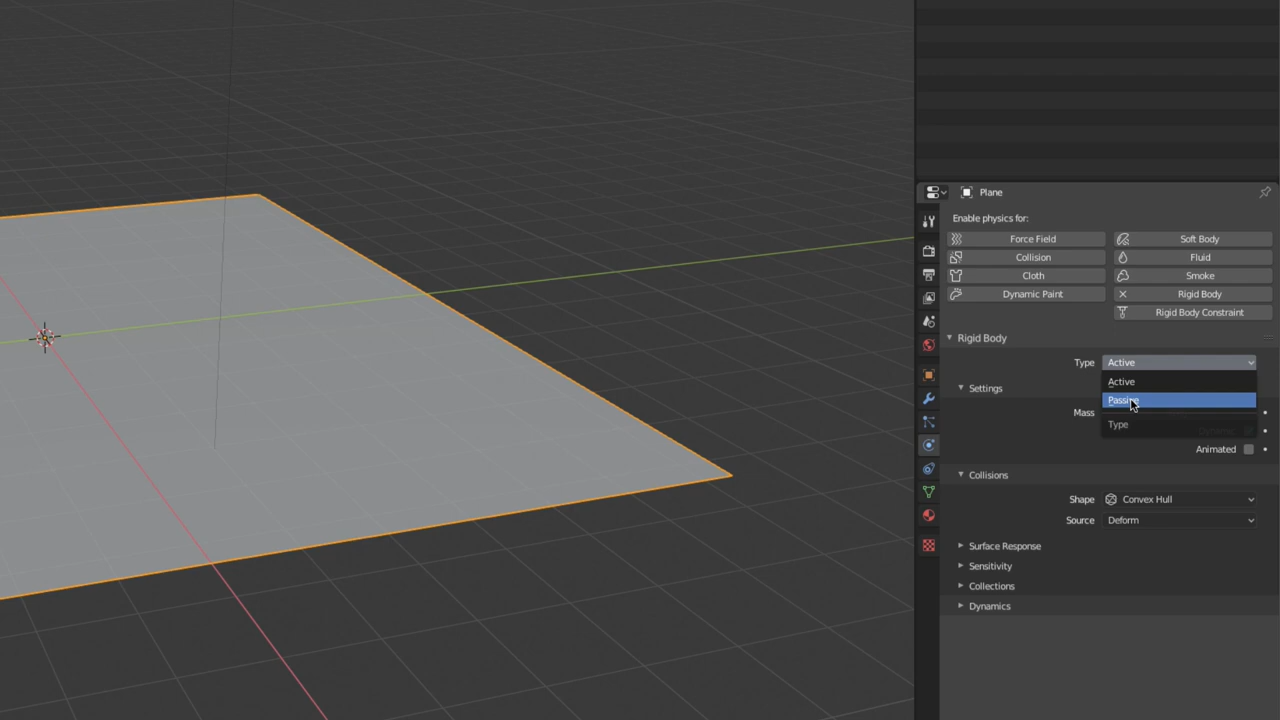 Plane
Enable physics for:
Force Field
Soft Body
Collision
Fluid
Cloth
Smoke
Dynamic Paint
Rigid Body
Rigid Body Constraint
Rigid Body
Type Active
Active
Settings
Passive
Mass
Type
Animated
Collisions
Shape Convex Hull
Source Deform
Surface Response
Sensitivity
Collections
Dynamics